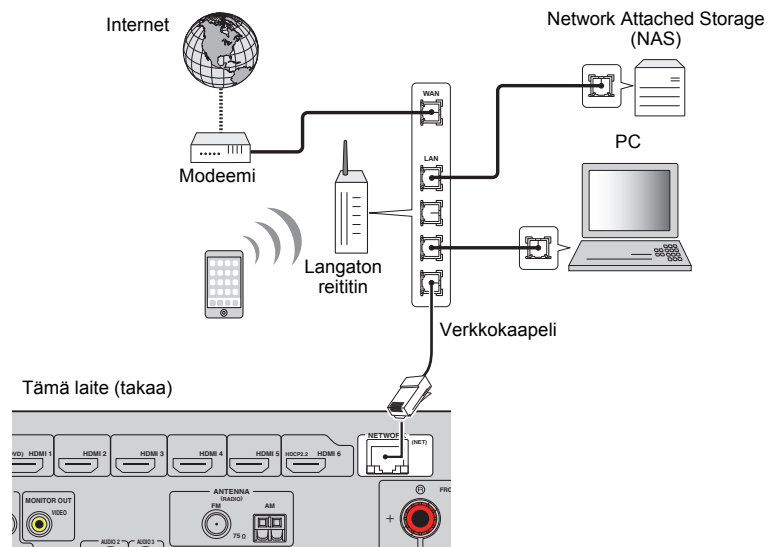 Internet
Network Attached Storage
(NAS)
WAN
PC
LAN
Modeemi
Langaton
reititin
Verkkokaapeli
Tämä laite (takaa)
HDMI 1
HDMI 2
HDMI 3
HDMI 4
HDMI 5
HDCP2.2
HDMI 6
(NET)
MONITOR OUT
VIDEO
ANTENNA
(RADIO)
FM
AM
75 Ω
AUDIO 2
AUDIO 3
R
+